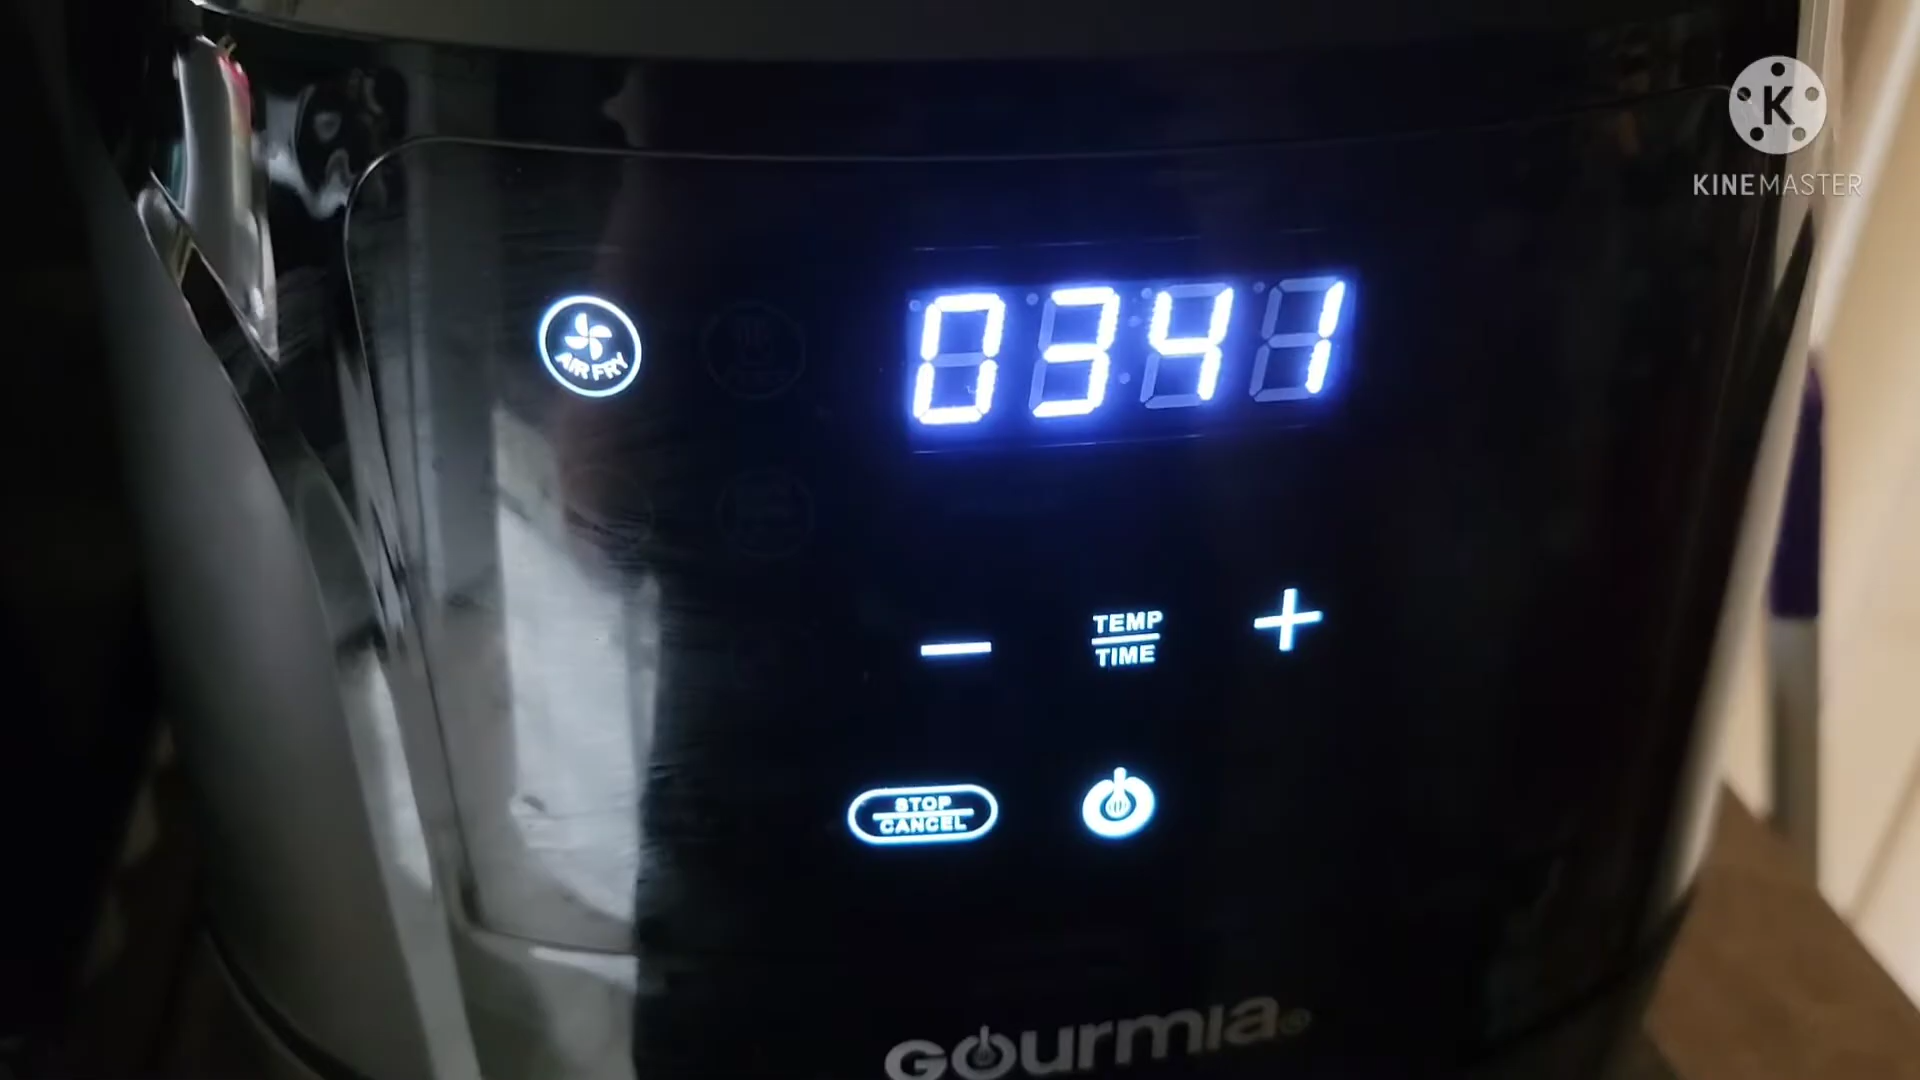 K
KINEMASTER
AIR FRY
0341
− TEMP +
TIME
STOP
CANCEL
Gourmia